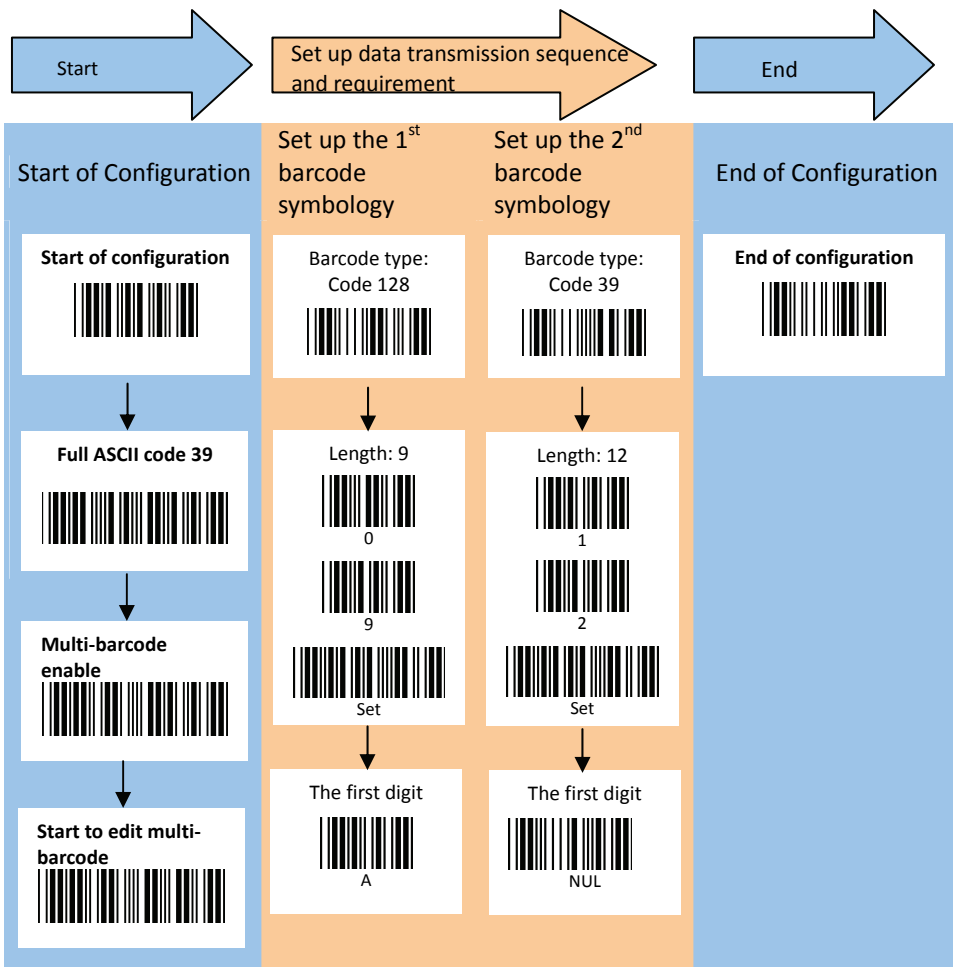 Start
Set up data transmission sequence
and requirement
End
Start of Configuration
Set up the 1st
barcode
symbology
Set up the 2nd
barcode
symbology
End of Configuration
Start of configuration
Full ASCII code 39
Multi-barcode
enable
Start to edit multi-
barcode
Barcode type:
Code 128
Length: 9
0
9
Set
The first digit
A
Barcode type:
Code 39
Length: 12
1
2
Set
The first digit
NUL
End of configuration